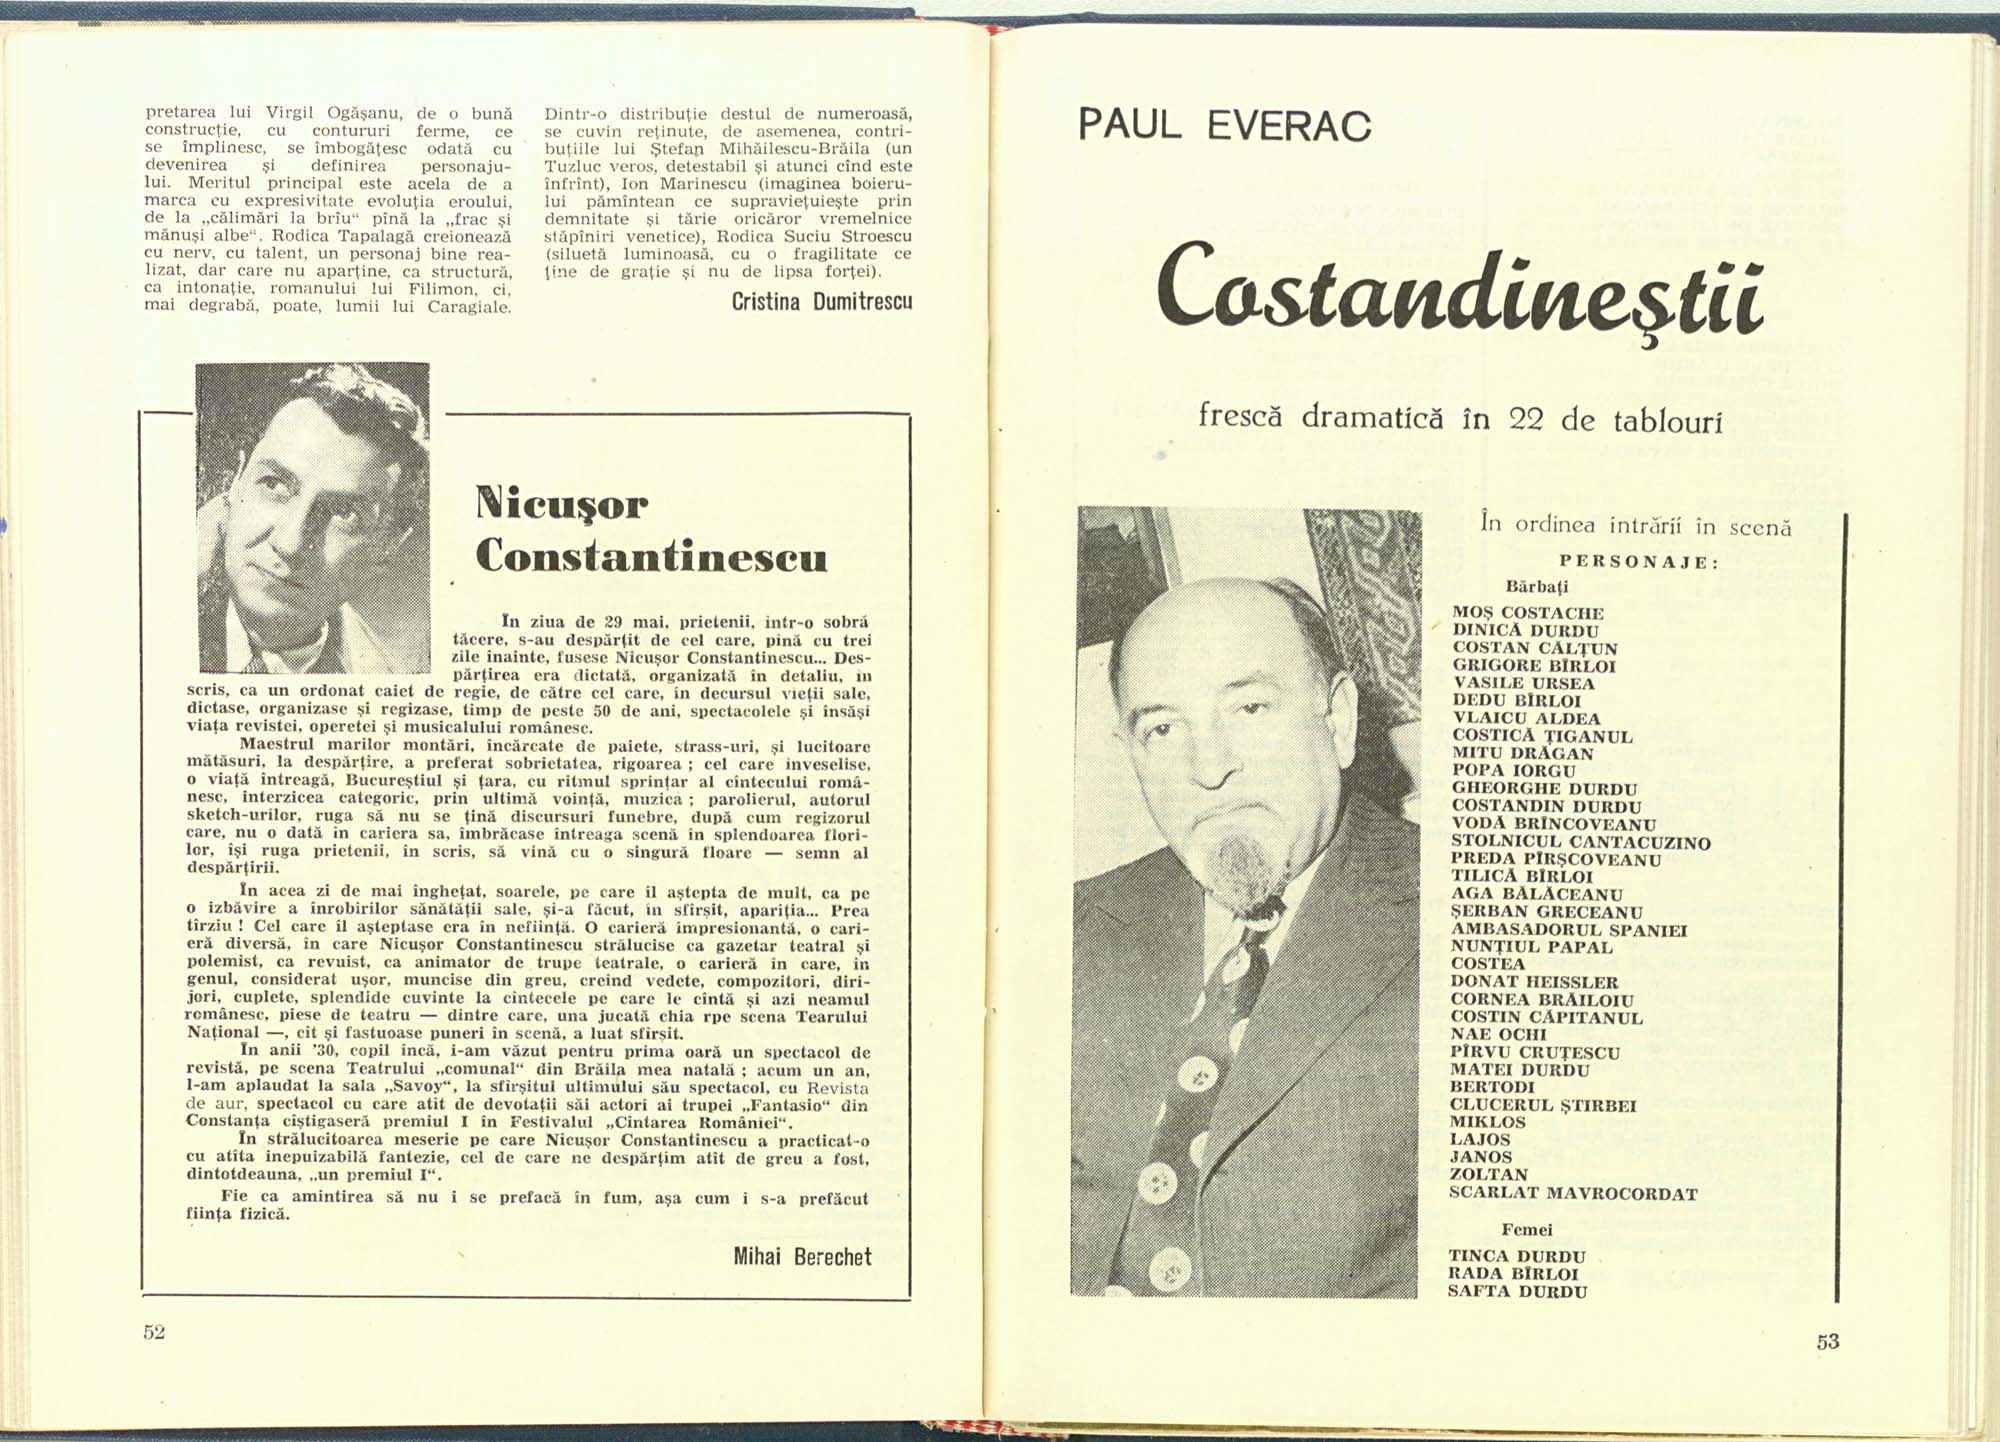 pretarea lui Virgil Ogășanu, de o bună
construcție, cu contururi ferme, ce
se împlinesc, se îmbogățesc odată cu
devenirea și definirea personaju-
lui. Meritul principal este acela de a
marca cu expresivitate evoluția eroului,
de la „călimări la brîu“ pînă la „frac și
mănuși albe“. Rodica Tapalagă creionează
cu nerv, cu talent, un personaj bine rea-
lizat, dar care nu aparține, ca structură,
ca intonație, romanului lui Filimon, ci,
mai degrabă, poate, lumii lui Caragiale.
Dintr-o distribuție destul de numeroasă,
se cuvin reținute, de asemenea, contri-
buțiile lui Ștefan Mihăilescu-Brăila (un
Tuzluc veros, detestabil și atunci cînd este
înfrînt), Ion Marinescu (imaginea boieru-
lui pămîntean ce supraviețuiește prin
demnitate și tărie oricăror vremelnice
stăpîniri venetice), Rodica Suciu Stroescu
(siluetă luminoasă, cu o fragilitate ce
ține de grație și nu de lipsa forței).
Cristina Dumitrescu
Nicușor
Constantinescu
În ziua de 29 mai, prietenii, intr-o sobră
tăcere, s-au despărțit de cel care, pînă cu trei
zile înainte, fusese Nicușor Constantinescu... Des-
părțirea era dictată, organizată în detaliu, în
scris, ca un ordonat caiet de regie, de către cel care, în decursul vieții sale,
dictase, organizase și regizase, timp de peste 50 de ani, spectacolele și însăși
viața revistei, operetei și musicalului românesc.
Maestrul marilor montări, încărcate de paiete, strass-uri, și lucitoare
mătăsuri, la despărțire, a preferat sobrietatea, rigoarea ; cel care inveselise,
o viață întreagă, Bucureștiul și țara, cu ritmul sprințar al cîntecului româ-
nesc, interzicea categoric, prin ultimă voință, muzica ; parolierul, autorul
sketch-urilor, ruga să nu se țină discursuri funebre, după cum regizorul
care, nu o dată în cariera sa, îmbrăcase întreaga scenă în splendoarea flori-
lor, își ruga prietenii, în scris, să vină cu o singură floare — semn al
despărțirii.
În acea zi de mai înghețat, soarele, pe care îl aștepta de mult, ca pe
o izbăvire a înrobirilor sănătății sale, și-a făcut, în sfîrșit, apariția... Prea
tîrziu ! Cel care îl așteptase era în neființă. O carieră impresionantă, o cari-
eră diversă, în care Nicușor Constantinescu strălucise ca gazetar teatral și
polemist, ca revuist, ca animator de trupe teatrale, o carieră în care, în
genul, considerat ușor, muncise din greu, creînd vedete, compozitori, diri-
jori, cuplete, splendide cuvinte la cîntecele pe care le cîntă și azi neamul
românesc, piese de teatru — dintre care, una jucată chia rpe scena Tearului
Național —, cît și fastuoase puneri în scenă, a luat sfîrșit.
În anii '30, copil încă, i-am văzut pentru prima oară un spectacol de
revistă, pe scena Teatrului „comunal“ din Brăila mea natală ; acum un an,
l-am aplaudat la sala „Savoy“, la sfîrșitul ultimului său spectacol, cu Revista
de aur, spectacol cu care atît de devotații săi actori ai trupei „Fantasio“ din
Constanța cîștigaseră premiul I în Festivalul „Cîntarea României“.
În strălucitoarea meserie pe care Nicușor Constantinescu a practicat-o
cu atîta inepuizabilă fantezie, cel de care ne despărțim atît de greu a fost,
dintotdeauna, „un premiul I“.
Fie ca amintirea să nu i se prefacă în fum, așa cum i s-a prefăcut
ființa fizică.
Mihai Berechet
52
PAUL EVERAC
Costandineștii
frescă dramatică în 22 de tablouri
În ordinea intrării în scenă
PERSONAJE:
Bărbați
MOȘ COSTACHE
DINICĂ DURDU
COSTAN CĂLȚUN
GRIGORE BÎRLOI
VASILE URSEA
DEDU BÎRLOI
VLAICU ALDEA
COSTICĂ ȚIGANUL
MITU DRĂGAN
POPA IORGU
GHEORGHE DURDU
COSTANDIN DURDU
VODĂ BRÎNCOVEANU
STOLNICUL CANTACUZINO
PREDA PÎRȘCOVEANU
TILICĂ BÎRLOI
AGA BĂLĂCEANU
ȘERBAN GRECEANU
AMBASADORUL SPANIEI
NUNȚIUL PAPAL
COSTEA
DONAT HEISSLER
CORNEA BRĂILOIU
COSTIN CĂPITANUL
NAE OCHI
PÎRVU CRUȚESCU
MATEI DURDU
BERTODI
CLUCERUL ȘTIRBEI
MIKLOS
LAJOS
JANOS
ZOLTAN
SCARLAT MAVROCORDAT
Femei
TINCA DURDU
RADA BÎRLOI
SAFTA DURDU
53